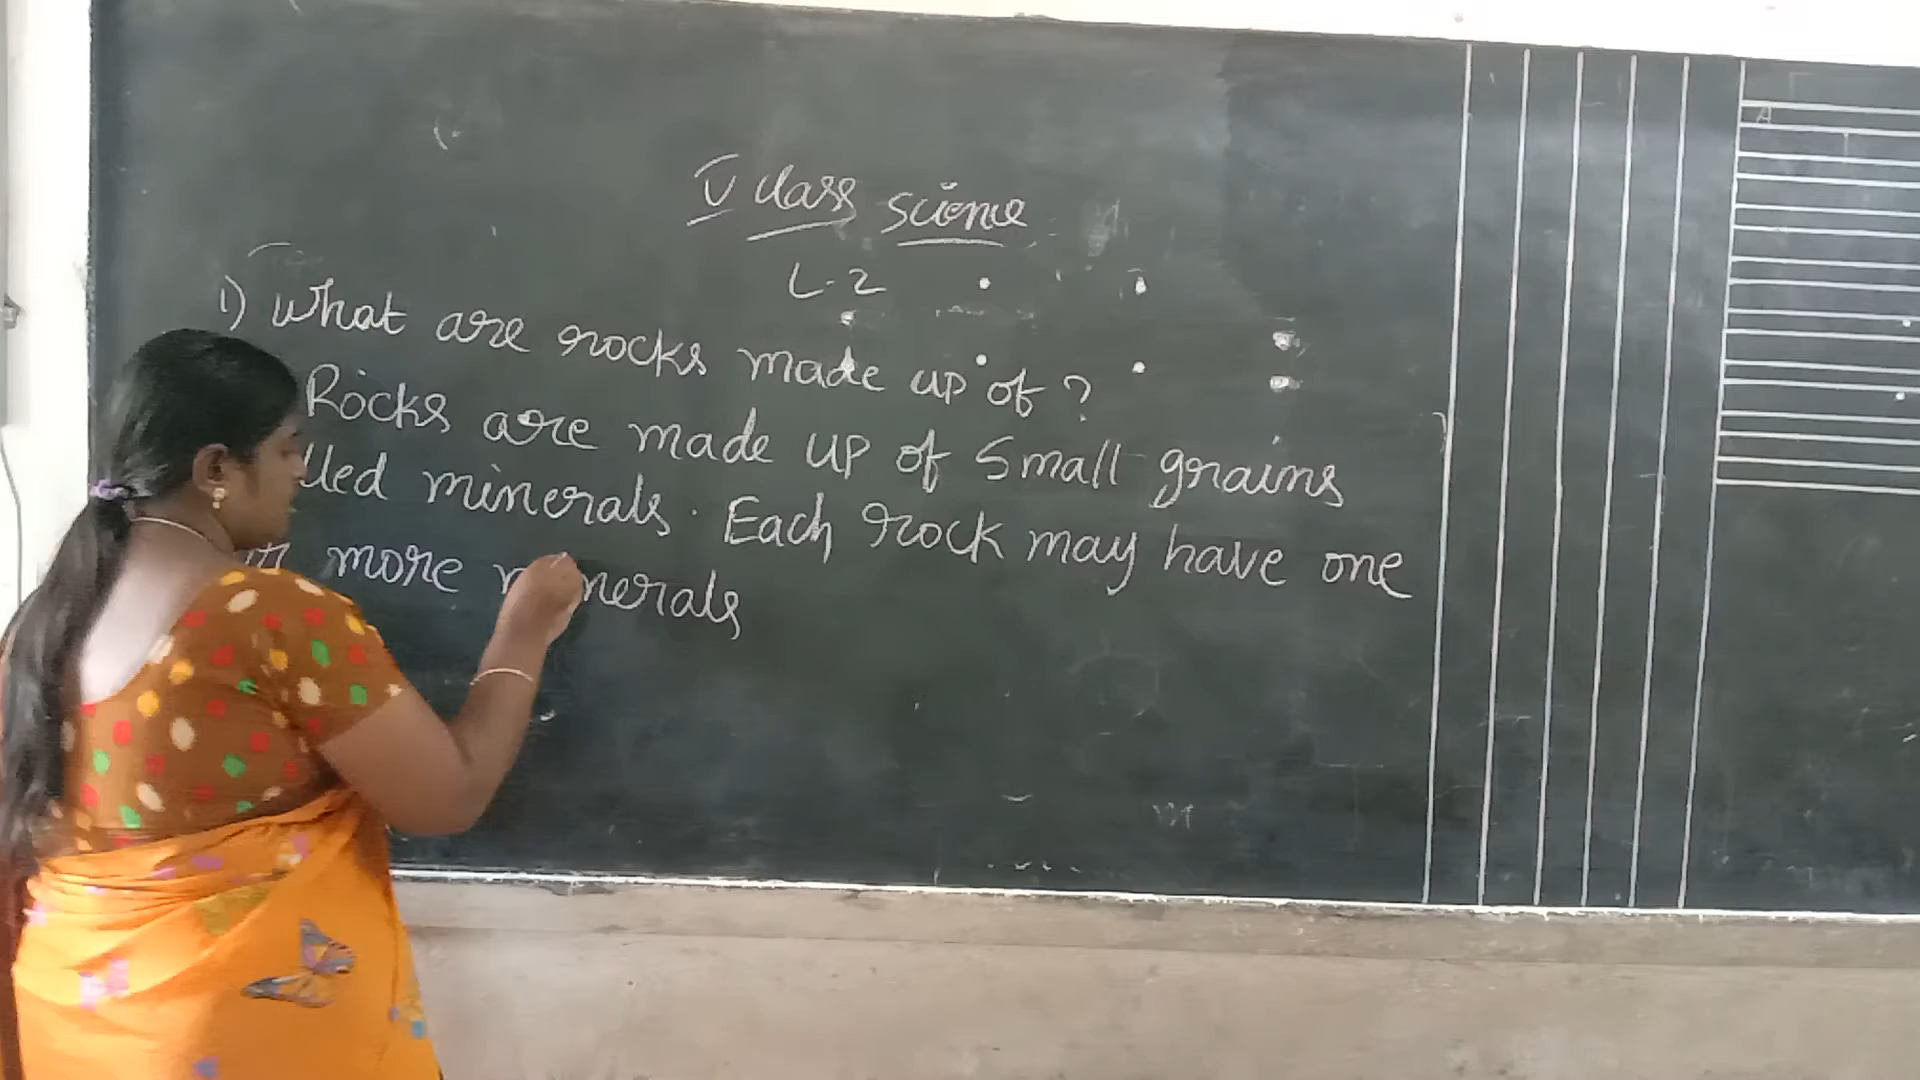 V class science
L-2
1) What are rocks made up of?
Rocks are made up of Small grains
lled minerals. Each rock may have one
more minerals